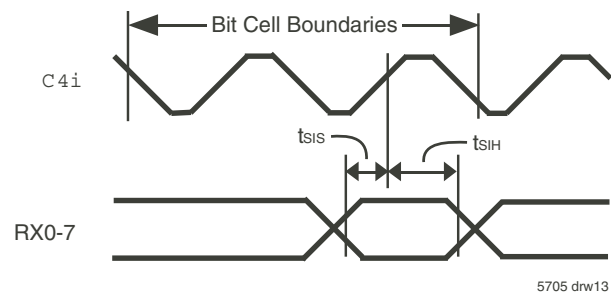 Bit Cell Boundaries
C4i
tSIS
tSIH
RX0-7
5705 drw13